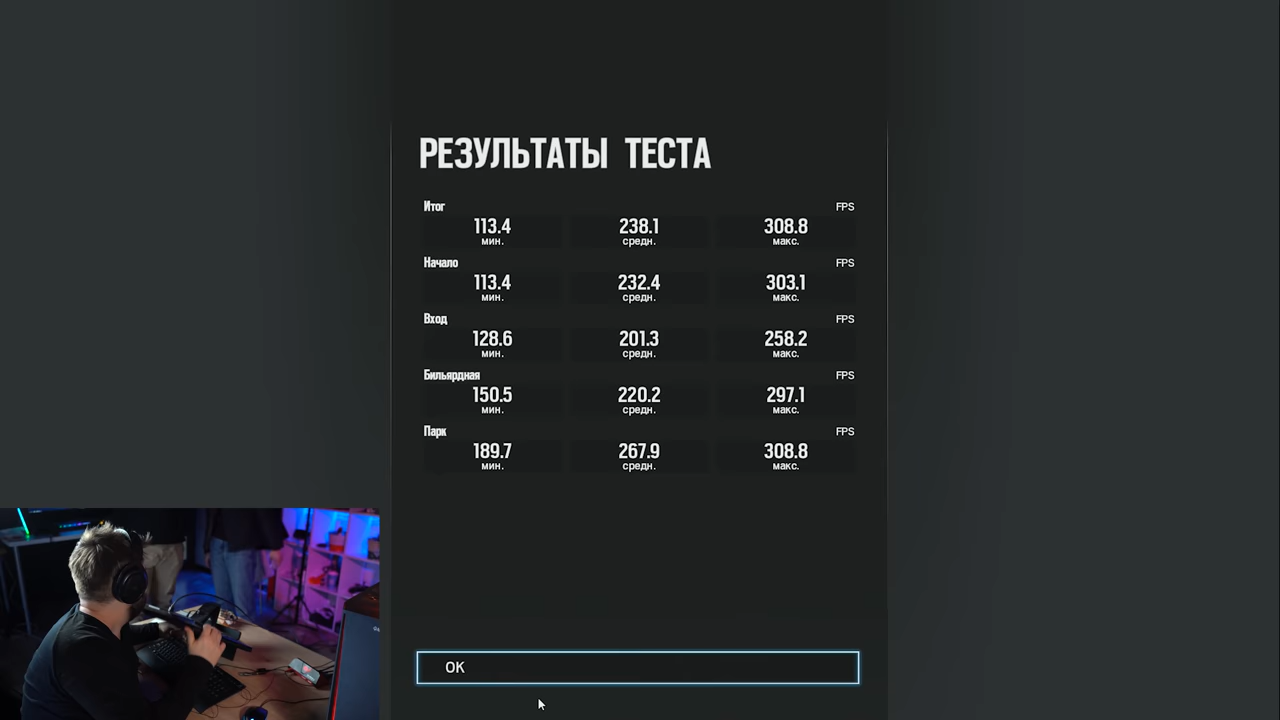 РЕЗУЛЬТАТЫ ТЕСТА
Итог FPS
113.4 238.1 308.8
мин. средн. макс.
Начало FPS
113.4 232.4 303.1
мин. средн. макс.
Вход FPS
128.6 201.3 258.2
мин. средн. макс.
Бильярдная FPS
150.5 220.2 297.1
мин. средн. макс.
Парк FPS
189.7 267.9 308.8
мин. средн. макс.
OK